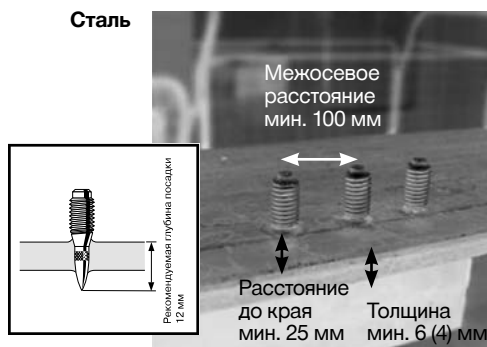 Сталь
Межосевое
расстояние
мин. 100 мм
Рекомендуемая глубина посадки
12 мм
Расстояние
до края
мин. 25 мм
Толщина
мин. 6 (4) мм